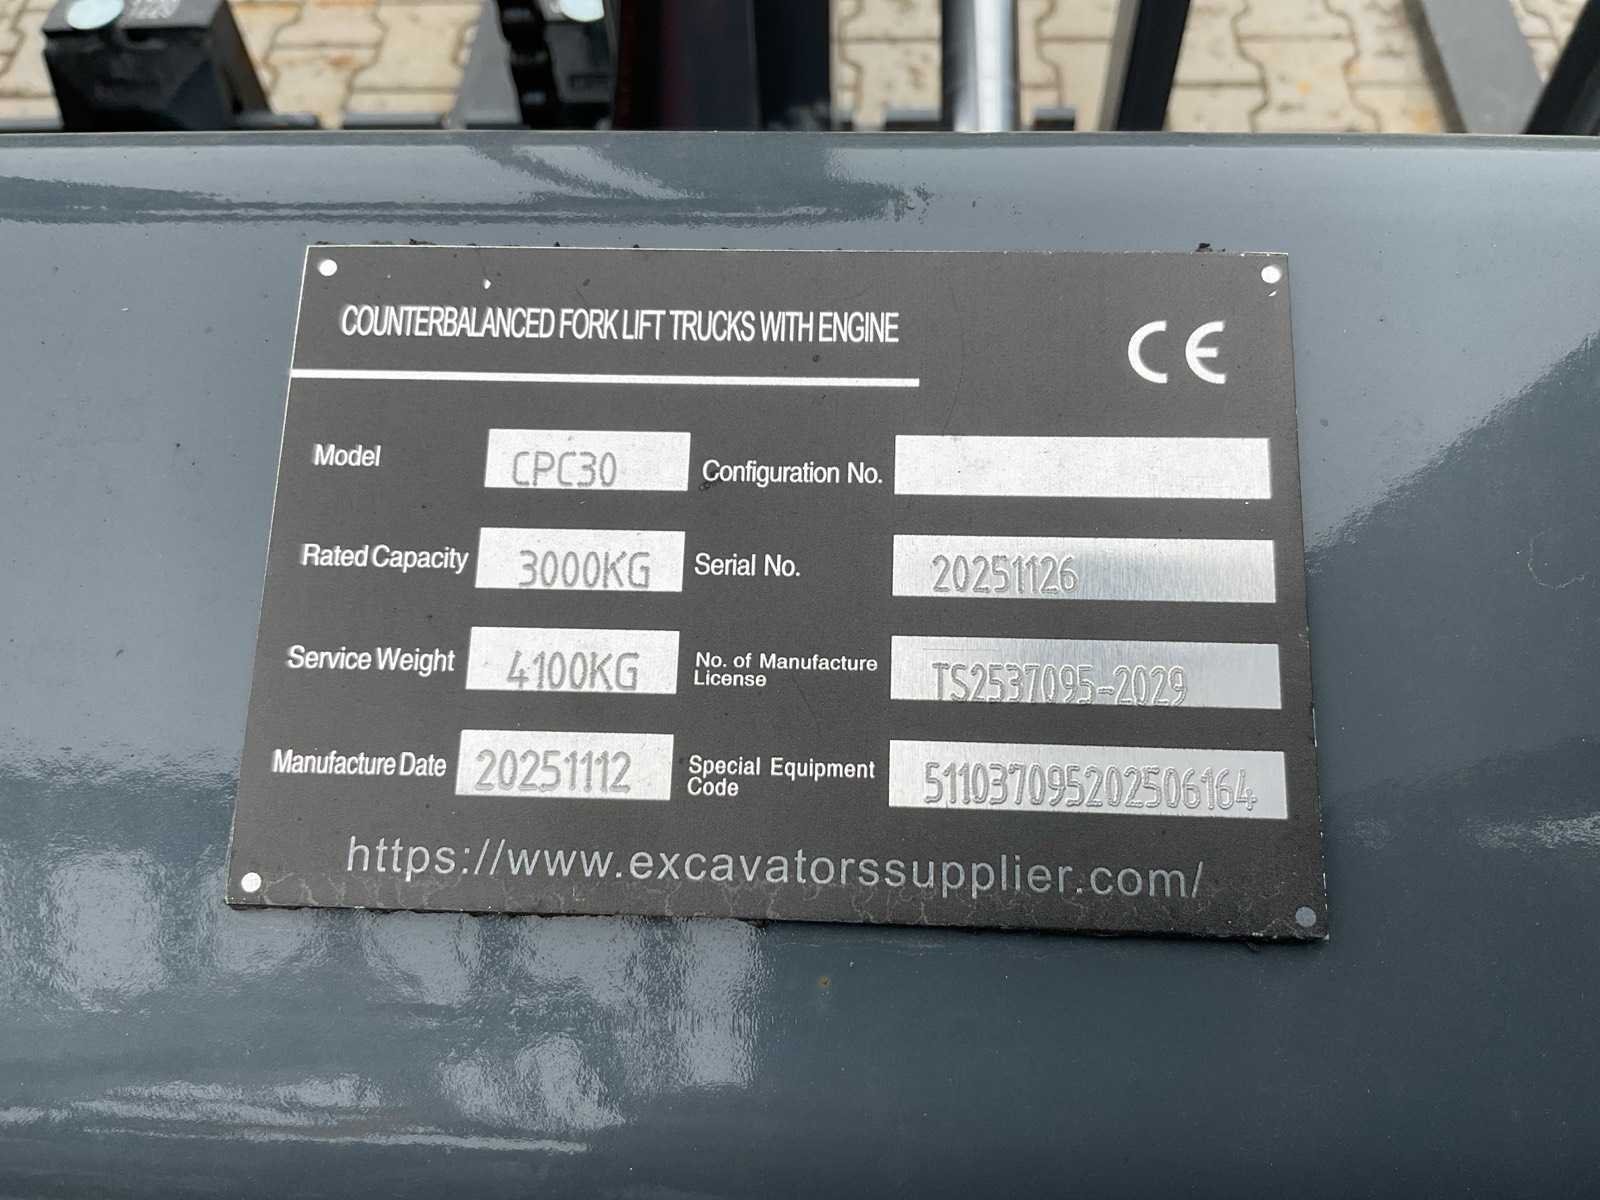 COUNTERBALANCED FORK LIFT TRUCKS WITH ENGINE
CE
Model CPC30 Configuration No.
Rated Capacity 3000KG Serial No. 20251126
Service Weight 4100KG No. of Manufacture License TS2537095-2029
Manufacture Date 20251112 Special Equipment Code 511037095202506164
https://www.excavatorssupplier.com/